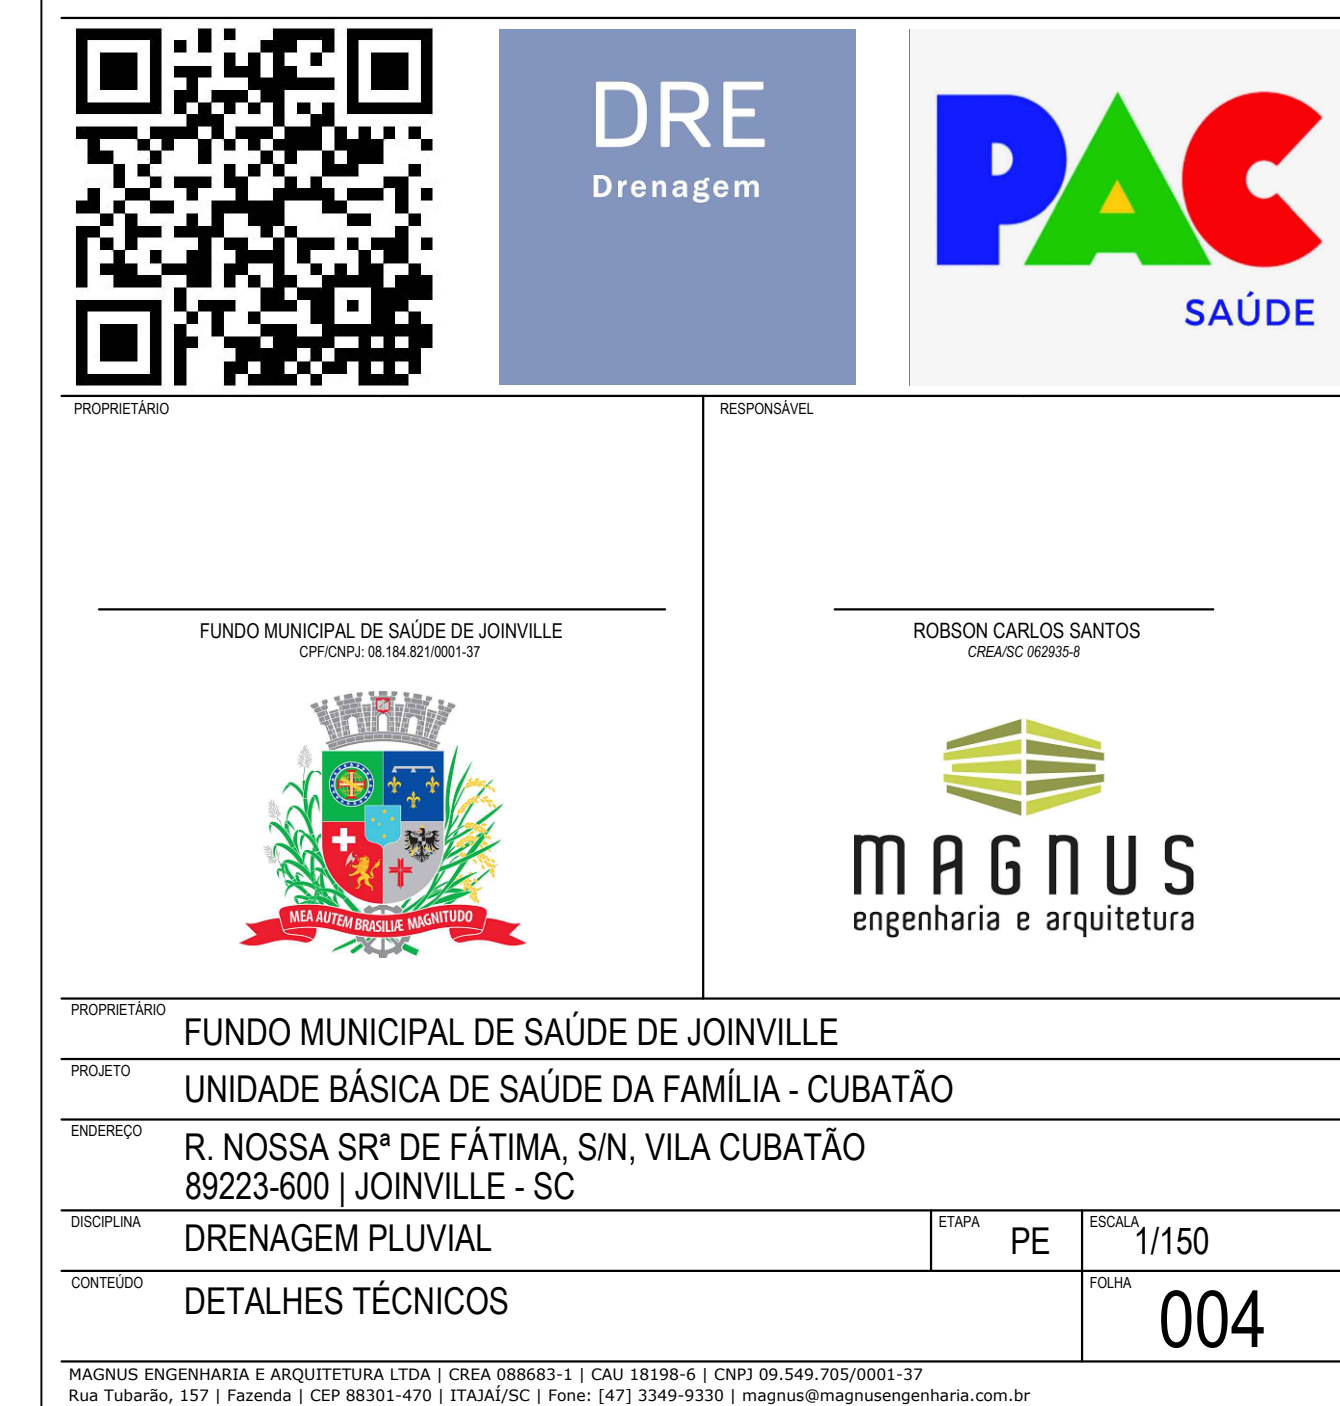 DRE
Drenagem
PAC
SAÚDE
PROPRIETÁRIO
RESPONSÁVEL
FUNDO MUNICIPAL DE SAÚDE DE JOINVILLE
CPF/CNPJ: 08.184.821/0001-37
ROBSON CARLOS SANTOS
CREA/SC 062935-8
MEA AUTEM BRASILIÆ MAGNITUDO
MAGNUS
engenharia e arquitetura
PROPRIETÁRIO
FUNDO MUNICIPAL DE SAÚDE DE JOINVILLE
PROJETO
UNIDADE BÁSICA DE SAÚDE DA FAMÍLIA - CUBATÃO
ENDEREÇO
R. NOSSA SRª DE FÁTIMA, S/N, VILA CUBATÃO
89223-600 | JOINVILLE - SC
DISCIPLINA
DRENAGEM PLUVIAL
ETAPA
PE
ESCALA
1/150
CONTEÚDO
DETALHES TÉCNICOS
FOLHA
004
MAGNUS ENGENHARIA E ARQUITETURA LTDA | CREA 088683-1 | CAU 18198-6 | CNPJ 09.549.705/0001-37
Rua Tubarão, 157 | Fazenda | CEP 88301-470 | ITAJAÍ/SC | Fone: [47] 3349-9330 | magnus@magnusengenharia.com.br